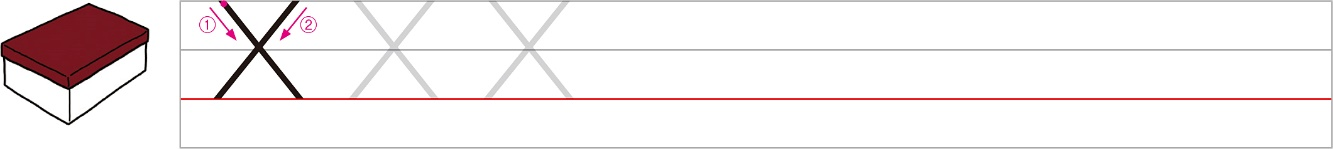 ① X ② X X